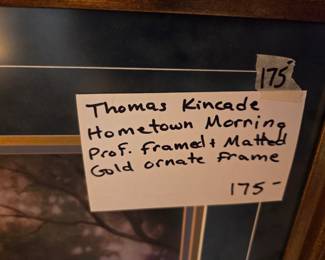 175-
Thomas Kincade
Hometown Morning
Prof. framed + Matted
Gold ornate frame
175-